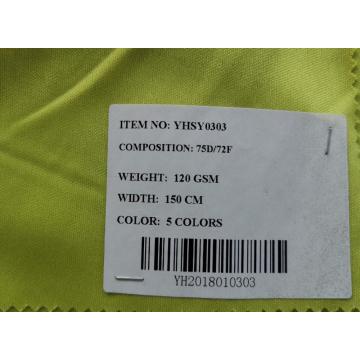 ITEM NO: YHSY0303
COMPOSITION: 75D/72F
WEIGHT: 120 GSM
WIDTH: 150 CM
COLOR: 5 COLORS
YH2018010303